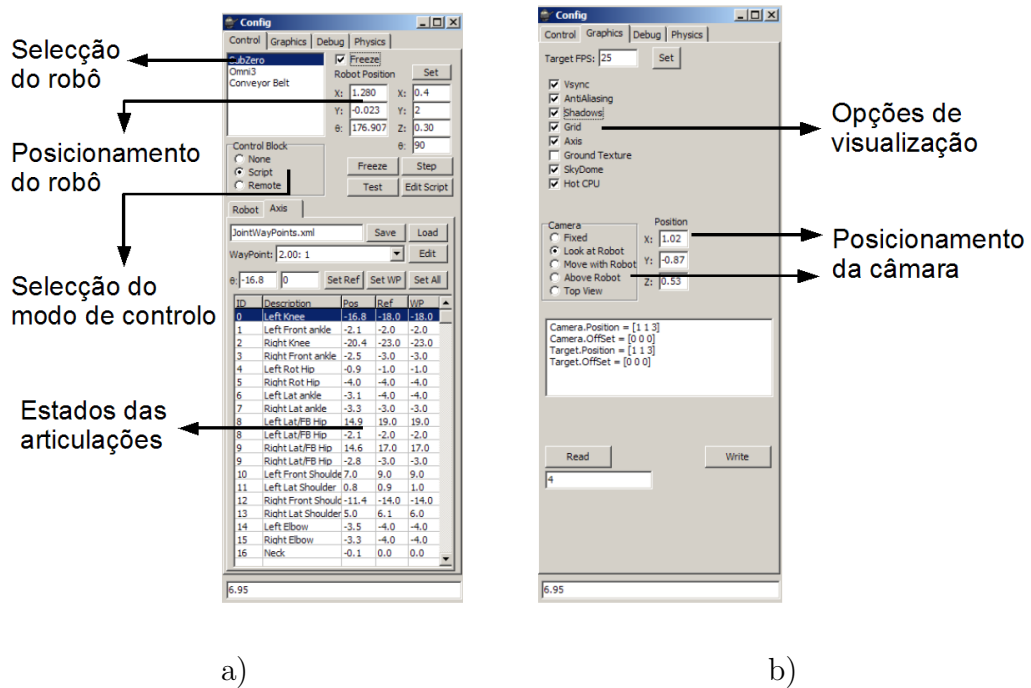 Selecção
do robô
Posicionamento
do robô
Selecção do
modo de controlo
Estados das
articulações
Config
Control Graphics Debug Physics
SubZero
Omni3
Conveyor Belt
Freeze
Robot Position Set
X: 1.280 X: 0.4
Y: -0.023 Y: 2
θ: 176.907 Z: 0.30
θ: 90
Control Block
None
Script
Remote
Freeze Step
Test Edit Script
Robot Axis
JointWayPoints.xml Save Load
WayPoint: 2.00: 1 Edit
θ: -16.8 0 Set Ref Set WP Set All
ID Description Pos Ref WP
0 Left Knee -16.8 -18.0 -18.0
1 Left Front ankle -2.1 -2.0 -2.0
2 Right Knee -20.4 -23.0 -23.0
3 Right Front ankle -2.5 -3.0 -3.0
4 Left Rot Hip -0.9 -1.0 -1.0
5 Right Rot Hip -4.0 -4.0 -4.0
6 Left Lat ankle -3.1 -4.0 -4.0
7 Right Lat ankle -3.3 -3.0 -3.0
8 Left Lat/FB Hip 14.9 19.0 19.0
8 Left Lat/FB Hip -2.1 -2.0 -2.0
9 Right Lat/FB Hip 14.6 17.0 17.0
9 Right Lat/FB Hip -2.8 -3.0 -3.0
10 Left Front Shoulde 7.0 9.0 9.0
11 Left Lat Shoulder 0.8 0.9 1.0
12 Right Front Should -11.4 -14.0 -14.0
13 Right Lat Shoulder 5.0 6.1 6.0
14 Left Elbow -3.5 -4.0 -4.0
15 Right Elbow -3.3 -4.0 -4.0
16 Neck -0.1 0.0 0.0
6.95
a)
Config
Control Graphics Debug Physics
Target FPS: 25 Set
Vsync
AntiAliasing
Shadows
Grid
Axis
Ground Texture
SkyDome
Hot CPU
Camera
Fixed
Look at Robot
Move with Robot
Above Robot
Top View
Position
X: 1.02
Y: -0.87
Z: 0.53
Camera.Position = [1 1 3]
Camera.OffSet = [0 0 0]
Target.Position = [1 1 3]
Target.OffSet = [0 0 0]
Read Write
4
6.95
b)
Opções de
visualização
Posicionamento
da câmara